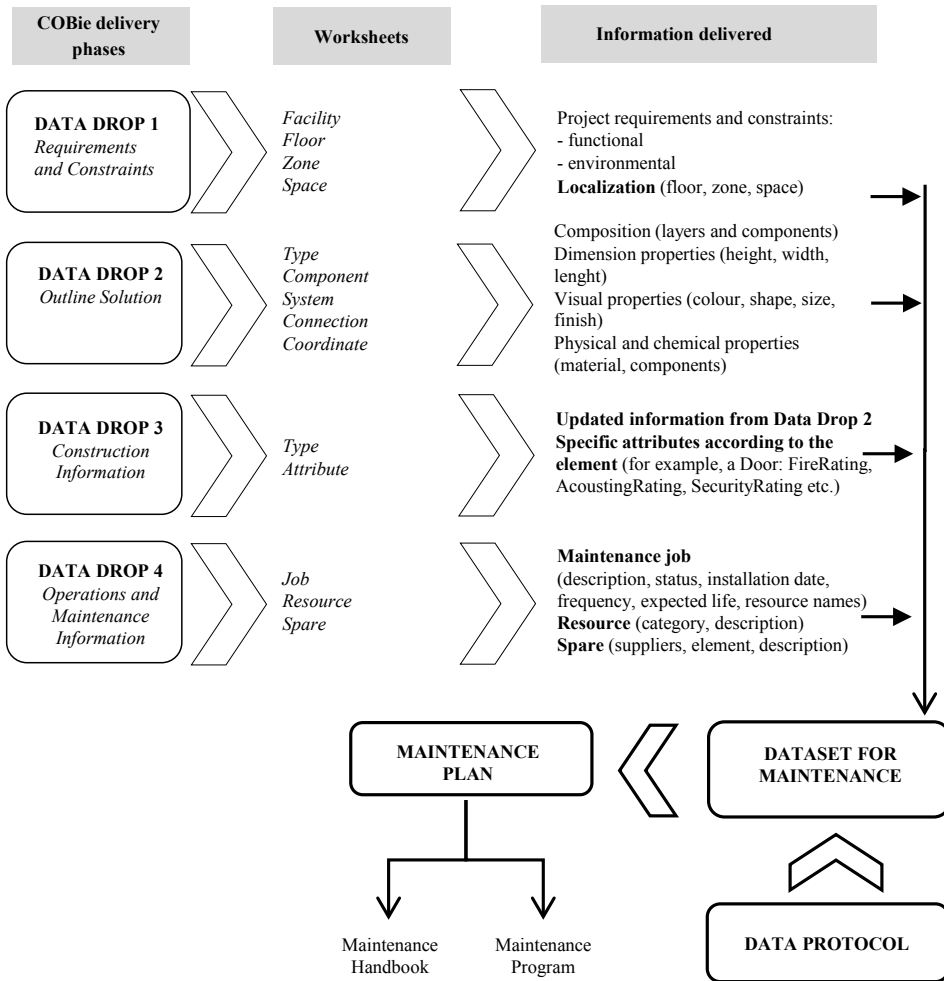 COBie delivery
phases
Worksheets
Information delivered
DATA DROP 1
Requirements
and Constraints
Facility
Floor
Zone
Space
Project requirements and constraints:
- functional
- environmental
Localization (floor, zone, space)
DATA DROP 2
Outline Solution
Type
Component
System
Connection
Coordinate
Composition (layers and components)
Dimension properties (height, width,
lenght)
Visual properties (colour, shape, size,
finish)
Physical and chemical properties
(material, components)
DATA DROP 3
Construction
Information
Type
Attribute
Updated information from Data Drop 2
Specific attributes according to the
element (for example, a Door: FireRating,
AcoustingRating, SecurityRating etc.)
DATA DROP 4
Operations and
Maintenance
Information
Job
Resource
Spare
Maintenance job
(description, status, installation date,
frequency, expected life, resource names)
Resource (category, description)
Spare (suppliers, element, description)
MAINTENANCE
PLAN
DATASET FOR
MAINTENANCE
Maintenance
Handbook
Maintenance
Program
DATA PROTOCOL